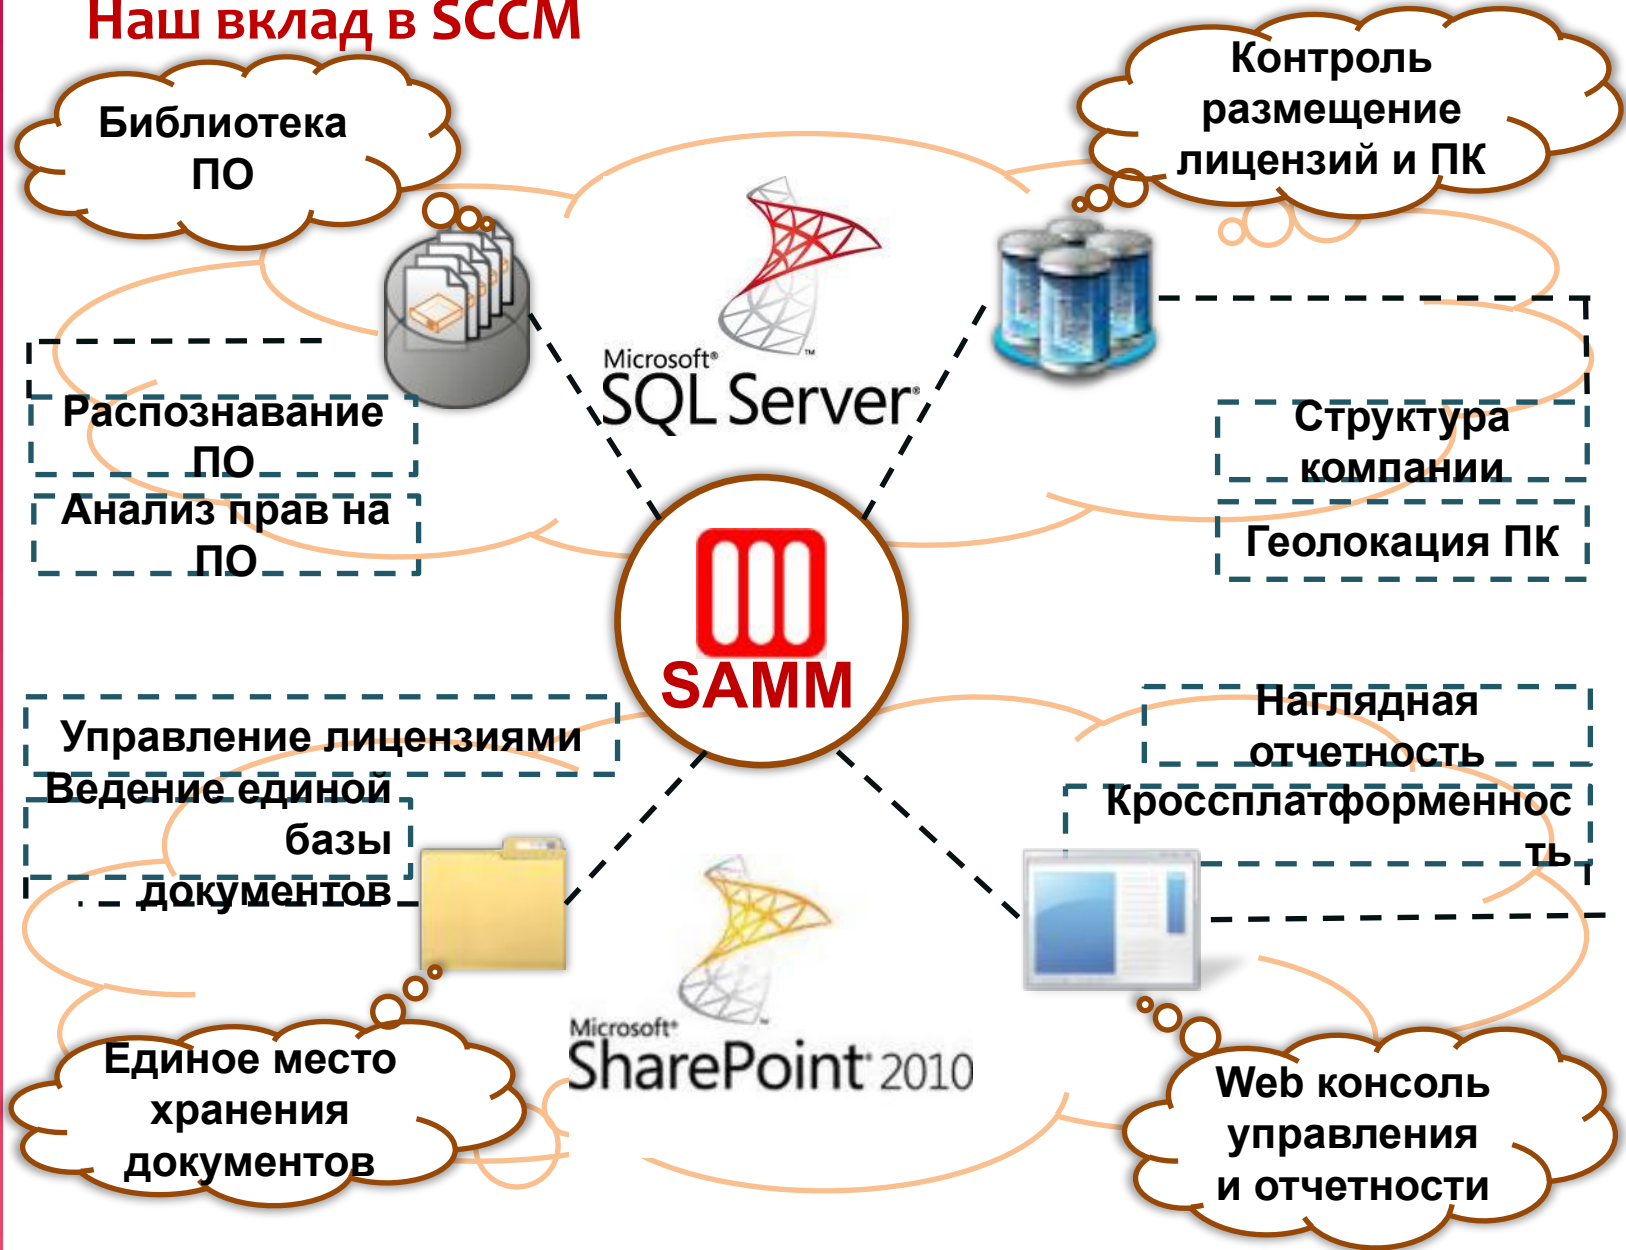 Наш вклад в SCCM
Библиотека
ПО
Контроль
размещение
лицензий и ПК
Microsoft®
SQL Server®
Распознавание
ПО
Анализ прав на
ПО
Структура
компании
Геолокация ПК
SAMM
Управление лицензиями
Ведение единой
базы
документов
Наглядная
отчетность
Кроссплатформеннос
ть
Microsoft®
SharePoint® 2010
Единое место
хранения
документов
Web консоль
управления
и отчетности